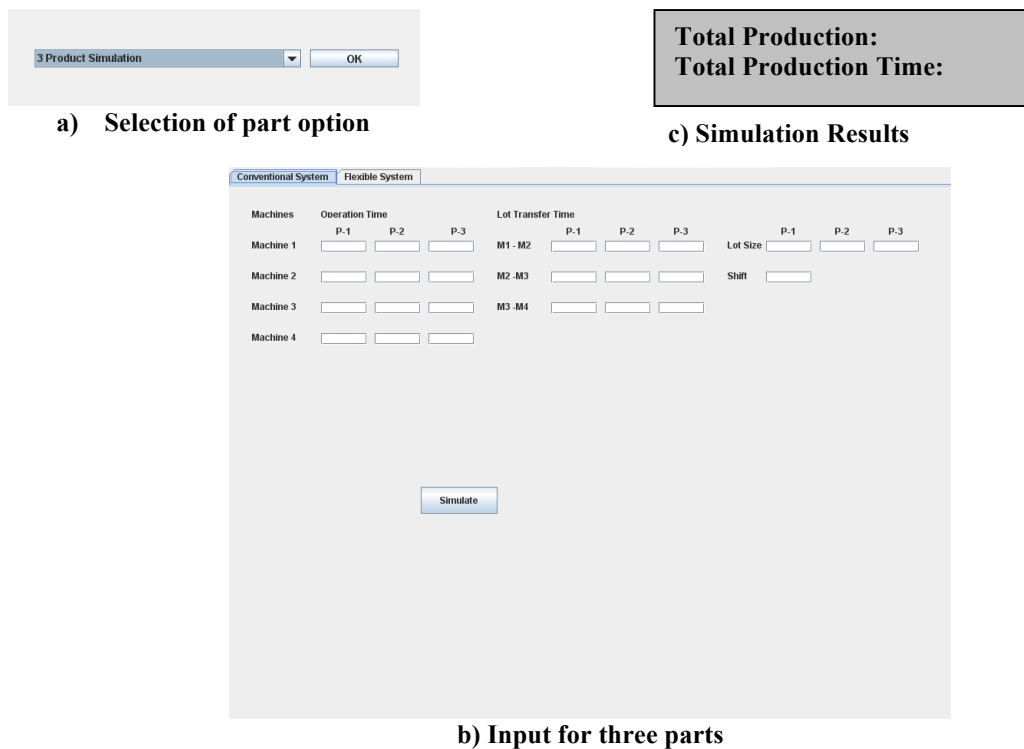 3 Product Simulation OK
a) Selection of part option
Total Production:
Total Production Time:
c) Simulation Results
Conventional System Flexible System
Machines Operation Time Lot Transfer Time
P-1 P-2 P-3 P-1 P-2 P-3 P-1 P-2 P-3
Machine 1 M1 - M2 Lot Size
Machine 2 M2 -M3 Shift
Machine 3 M3 -M4
Machine 4
Simulate
b) Input for three parts